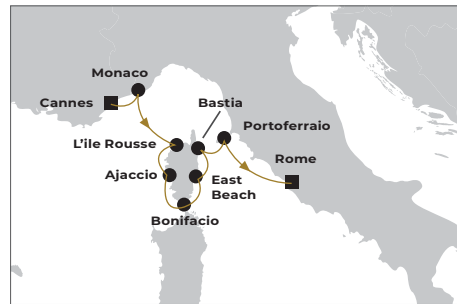 Monaco
Cannes
Bastia
Portoferraio
L'ile Rousse
Rome
Ajaccio
East
Beach
Bonifacio